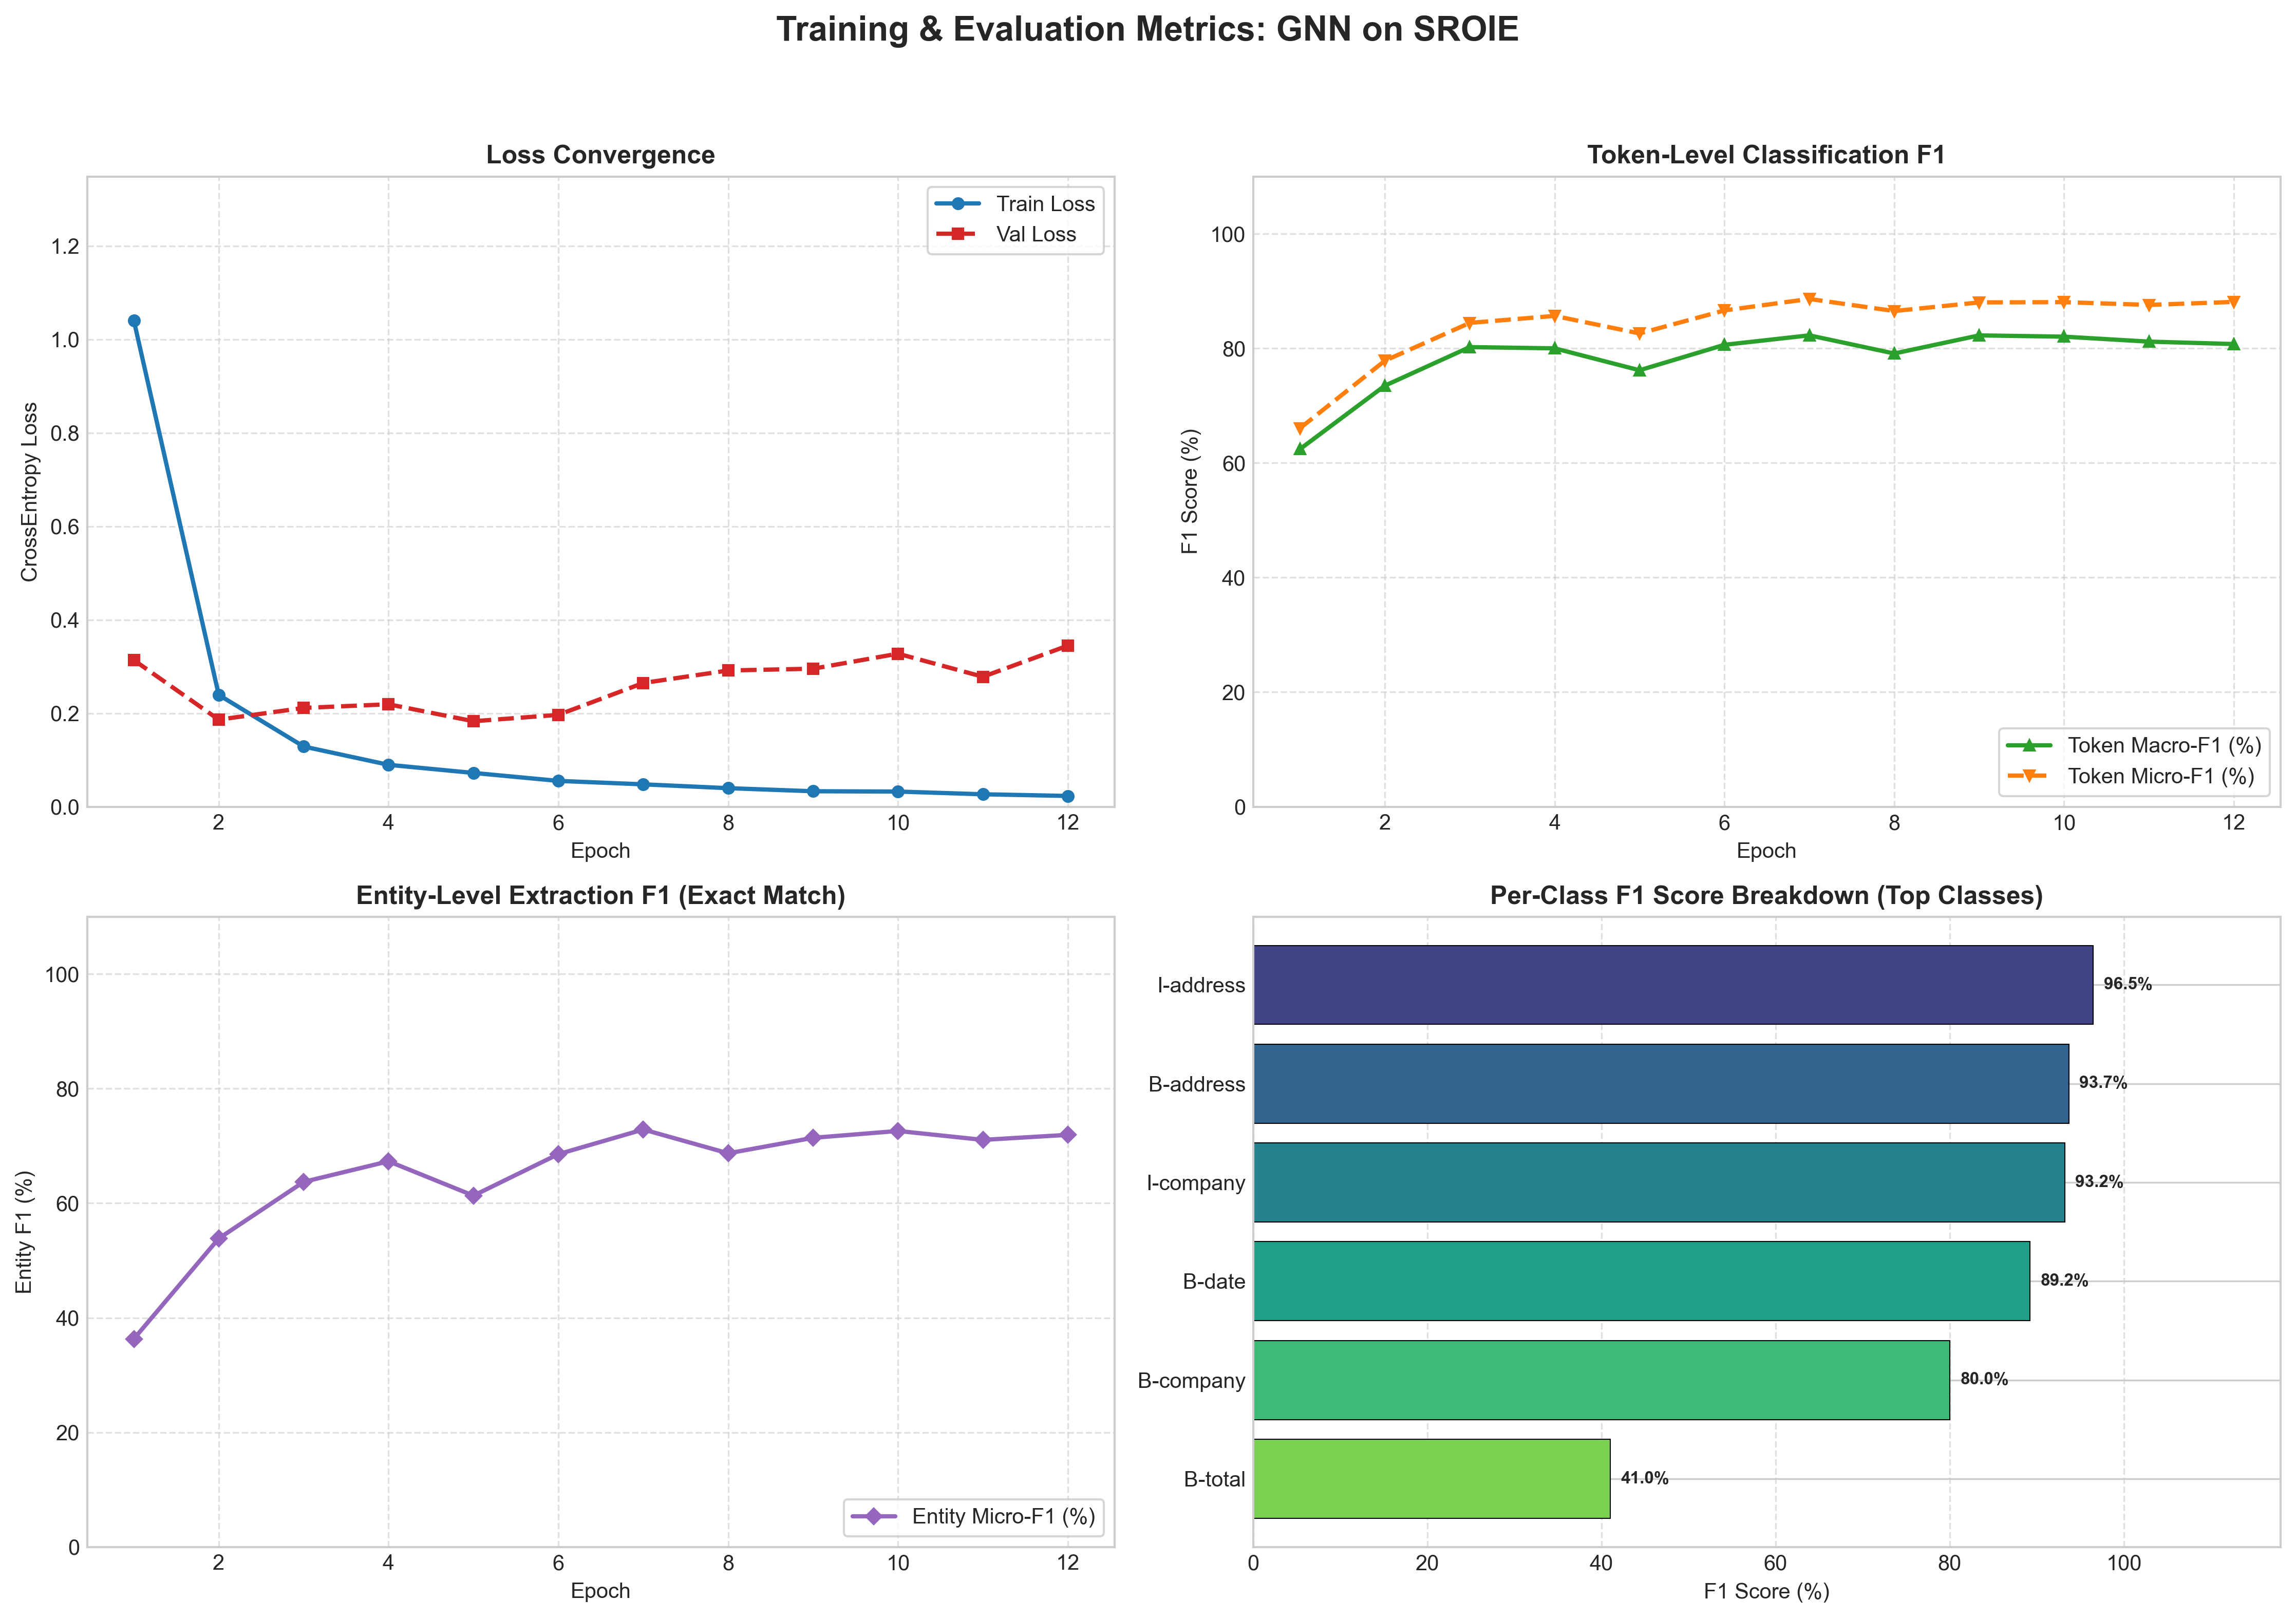 Training & Evaluation Metrics: GNN on SROIE
Loss Convergence
Train Loss
Val Loss
CrossEntropy Loss
1.2
1.0
0.8
0.6
0.4
0.2
0.0
2 4 6 8 10 12
Epoch
Token-Level Classification F1
F1 Score (%)
100
80
60
40
20
0
Token Macro-F1 (%)
Token Micro-F1 (%)
2 4 6 8 10 12
Epoch
Entity-Level Extraction F1 (Exact Match)
Entity F1 (%)
100
80
60
40
20
0
Entity Micro-F1 (%)
2 4 6 8 10 12
Epoch
Per-Class F1 Score Breakdown (Top Classes)
I-address 96.5%
B-address 93.7%
I-company 93.2%
B-date 89.2%
B-company 80.0%
B-total 41.0%
0 20 40 60 80 100
F1 Score (%)